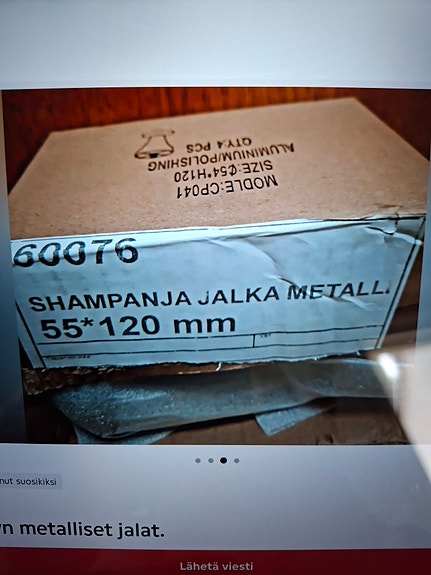 MODLE:CP041
SIZE:¢54*H120
ALUMINIUM/POLISHING
QTY:4 PCS
60076
SHAMPANJA JALKA METALL.
55*120 mm
nut suosikiksi
n metalliset jalat.
Lähetä viesti